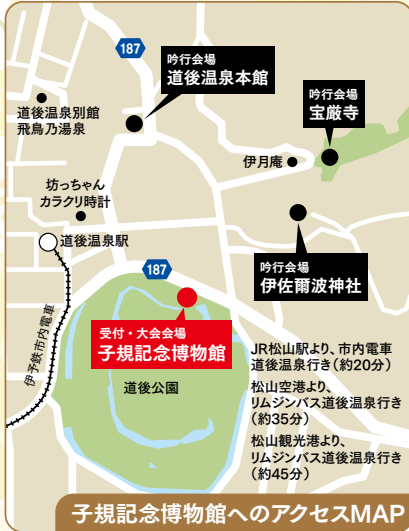 187
吟行会場
道後温泉本館
道後温泉別館
飛鳥乃湯泉
吟行会場
宝厳寺
伊月庵
坊っちゃん
カラクリ時計
道後温泉駅
187
吟行会場
伊佐爾波神社
伊予鉄市内電車
受付・大会会場
子規記念博物館
道後公園
JR松山駅より、市内電車
道後温泉行き(約20分)
松山空港より、
リムジンバス道後温泉行き
(約35分)
松山観光港より、
リムジンバス道後温泉行き
(約45分)
子規記念博物館へのアクセスMAP